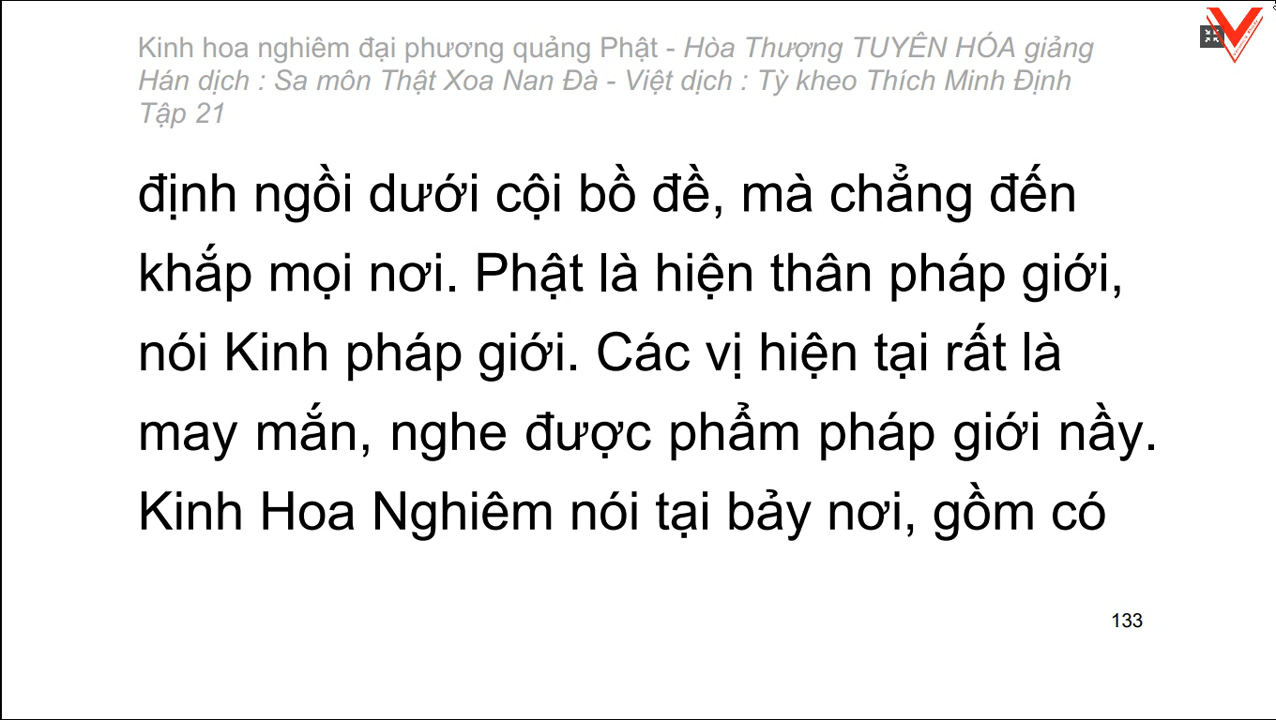 Kinh hoa nghiêm đại phương quảng Phật - Hòa Thượng TUYÊN HÓA giảng
Hán dịch : Sa môn Thật Xoa Nan Đà - Việt dịch : Tỳ kheo Thích Minh Định
Tập 21
định ngồi dưới cội bồ đề, mà chẳng đến
khắp mọi nơi. Phật là hiện thân pháp giới,
nói Kinh pháp giới. Các vị hiện tại rất là
may mắn, nghe được phẩm pháp giới nầy.
Kinh Hoa Nghiêm nói tại bảy nơi, gồm có
133